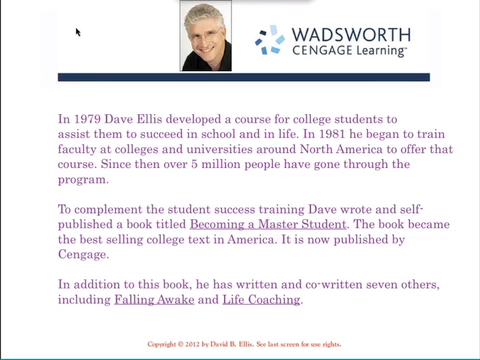 WADSWORTH
CENGAGE Learning™
In 1979 Dave Ellis developed a course for college students to
assist them to succeed in school and in life. In 1981 he began to train
faculty at colleges and universities around North America to offer that
course. Since then over 5 million people have gone through the
program.
To complement the student success training Dave wrote and self-
published a book titled Becoming a Master Student. The book became
the best selling college text in America. It is now published by
Cengage.
In addition to this book, he has written and co-written seven others,
including Falling Awake and Life Coaching.
Copyright © 2012 by David B. Ellis. See last screen for use rights.